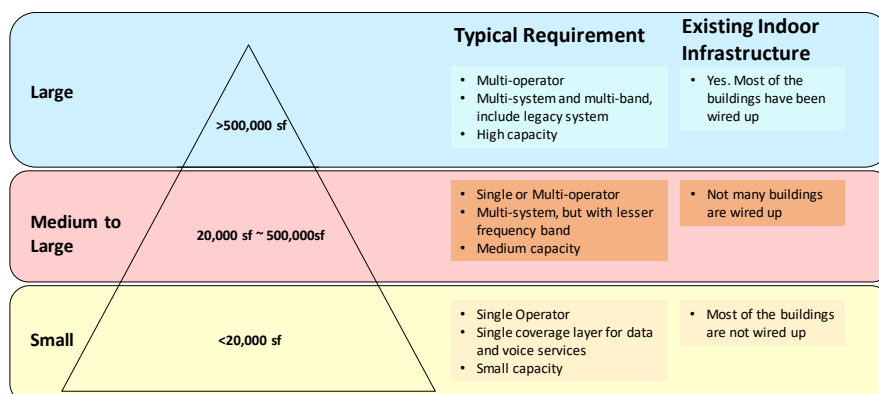 Typical Requirement
Existing Indoor
Infrastructure
Large
>500,000 sf
• Multi-operator
• Multi-system and multi-band,
include legacy system
• High capacity
• Yes. Most of the
buildings have been
wired up
Medium to
Large
20,000 sf ~ 500,000sf
• Single or Multi-operator
• Multi-system, but with lesser
frequency band
• Medium capacity
• Not many buildings
are wired up
Small
<20,000 sf
• Single Operator
• Single coverage layer for data
and voice services
• Small capacity
• Most of the buildings
are not wired up